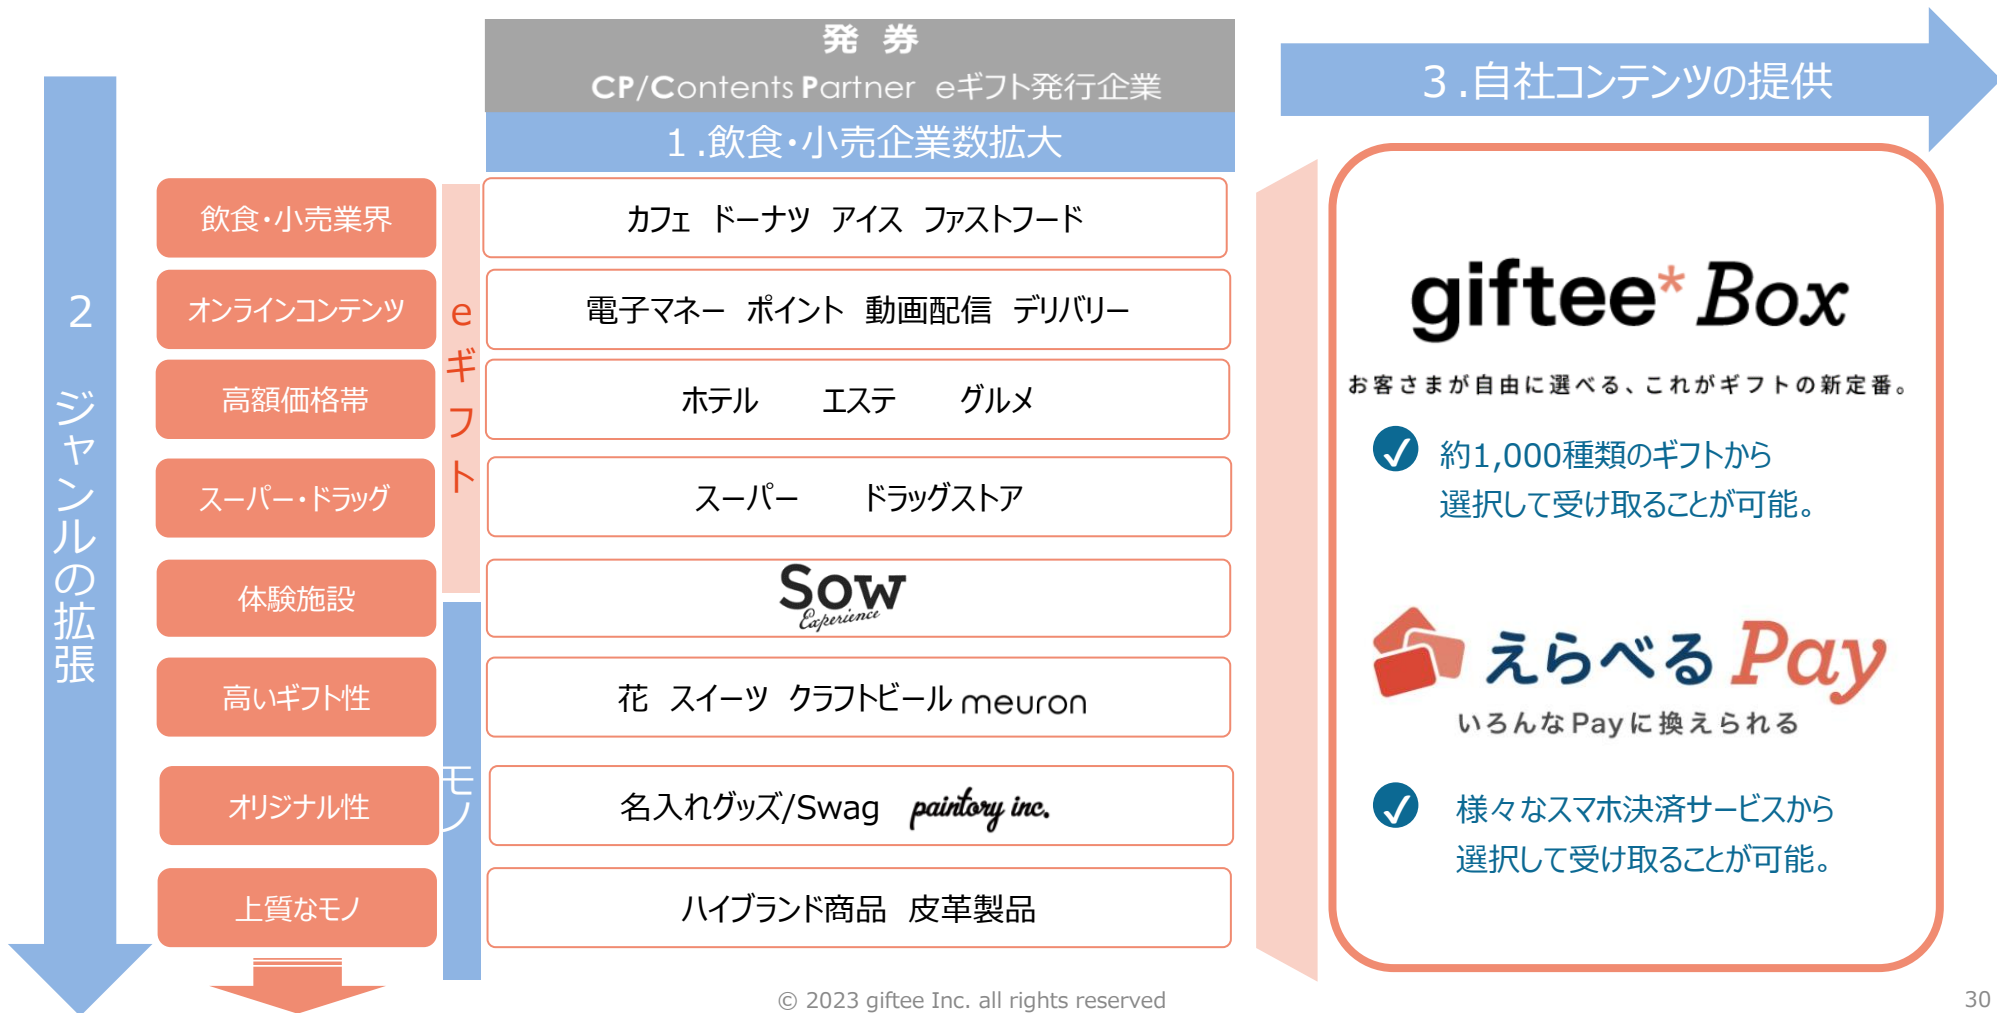 発 券
CP/Contents Partner eギフト発行企業
1.飲食・小売企業数拡大
3.自社コンテンツの提供
2 ジャンルの拡張
eギフト
モノ
飲食・小売業界
カフェ ドーナツ アイス ファストフード
オンラインコンテンツ
電子マネー ポイント 動画配信 デリバリー
高額価格帯
ホテル エステ グルメ
スーパー・ドラッグ
スーパー ドラッグストア
体験施設
Sow
Experience
高いギフト性
花 スイーツ クラフトビール meuron
オリジナル性
名入れグッズ/Swag paintory inc.
上質なモノ
ハイブランド商品 皮革製品
giftee* Box
お客さまが自由に選べる、これがギフトの新定番。
約1,000種類のギフトから
選択して受け取ることが可能。
えらべるPay
いろんなPayに換えられる
様々なスマホ決済サービスから
選択して受け取ることが可能。
© 2023 giftee Inc. all rights reserved
30